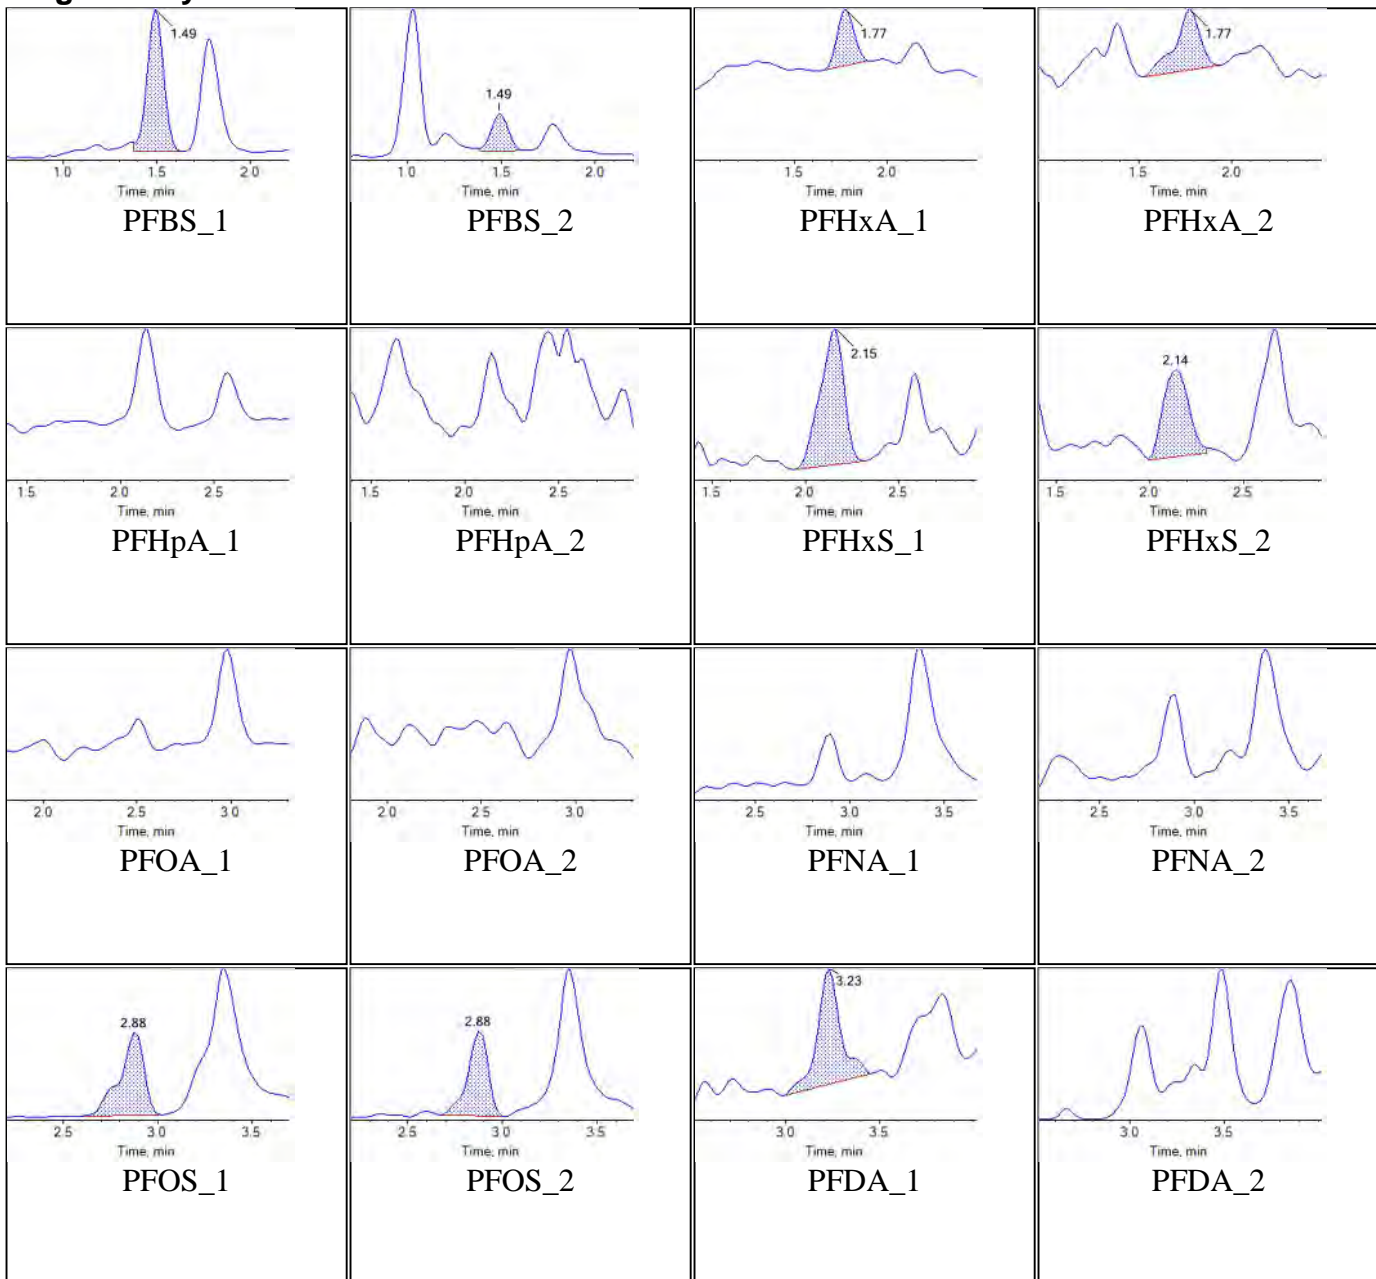 1.49
1.0 1.5 2.0
Time, min
PFBS_1
1.49
1.0 1.5 2.0
Time, min
PFBS_2
1.77
1.5 2.0
Time, min
PFHxA_1
1.77
1.5 2.0
Time, min
PFHxA_2
1.5 2.0 2.5
Time, min
PFHpA_1
1.5 2.0 2.5
Time, min
PFHpA_2
2.15
1.5 2.0 2.5
Time, min
PFHxS_1
2.14
1.5 2.0 2.5
Time, min
PFHxS_2
2.0 2.5 3.0
Time, min
PFOA_1
2.0 2.5 3.0
Time, min
PFOA_2
2.5 3.0 3.5
Time, min
PFNA_1
2.5 3.0 3.5
Time, min
PFNA_2
2.88
2.5 3.0 3.5
Time, min
PFOS_1
2.88
2.5 3.0 3.5
Time, min
PFOS_2
3.23
3.0 3.5
Time, min
PFDA_1
3.0 3.5
Time, min
PFDA_2